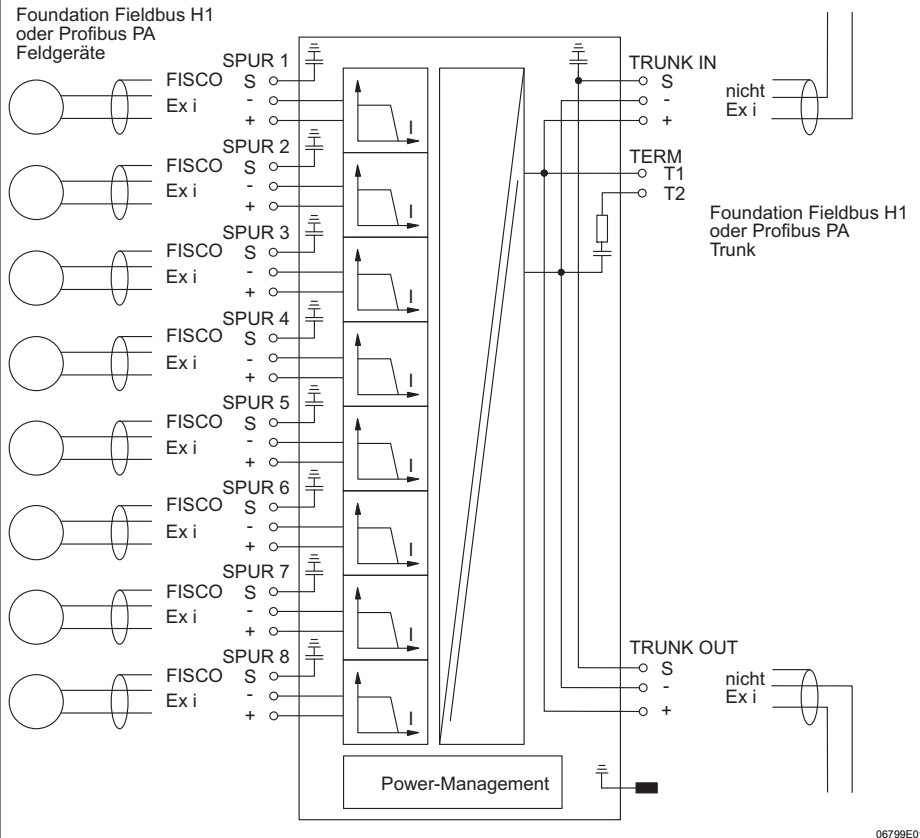 Foundation Fieldbus H1
oder Profibus PA
Feldgeräte
SPUR 1
FISCO
Ex i
S
-
+
I
SPUR 2
FISCO
Ex i
S
-
+
I
SPUR 3
FISCO
Ex i
S
-
+
I
SPUR 4
FISCO
Ex i
S
-
+
I
SPUR 5
FISCO
Ex i
S
-
+
I
SPUR 6
FISCO
Ex i
S
-
+
I
SPUR 7
FISCO
Ex i
S
-
+
I
SPUR 8
FISCO
Ex i
S
-
+
I
Power-Management
TRUNK IN
S
-
+
nicht
Ex i
TERM
T1
T2
Foundation Fieldbus H1
oder Profibus PA
Trunk
TRUNK OUT
S
-
+
nicht
Ex i
06799E0